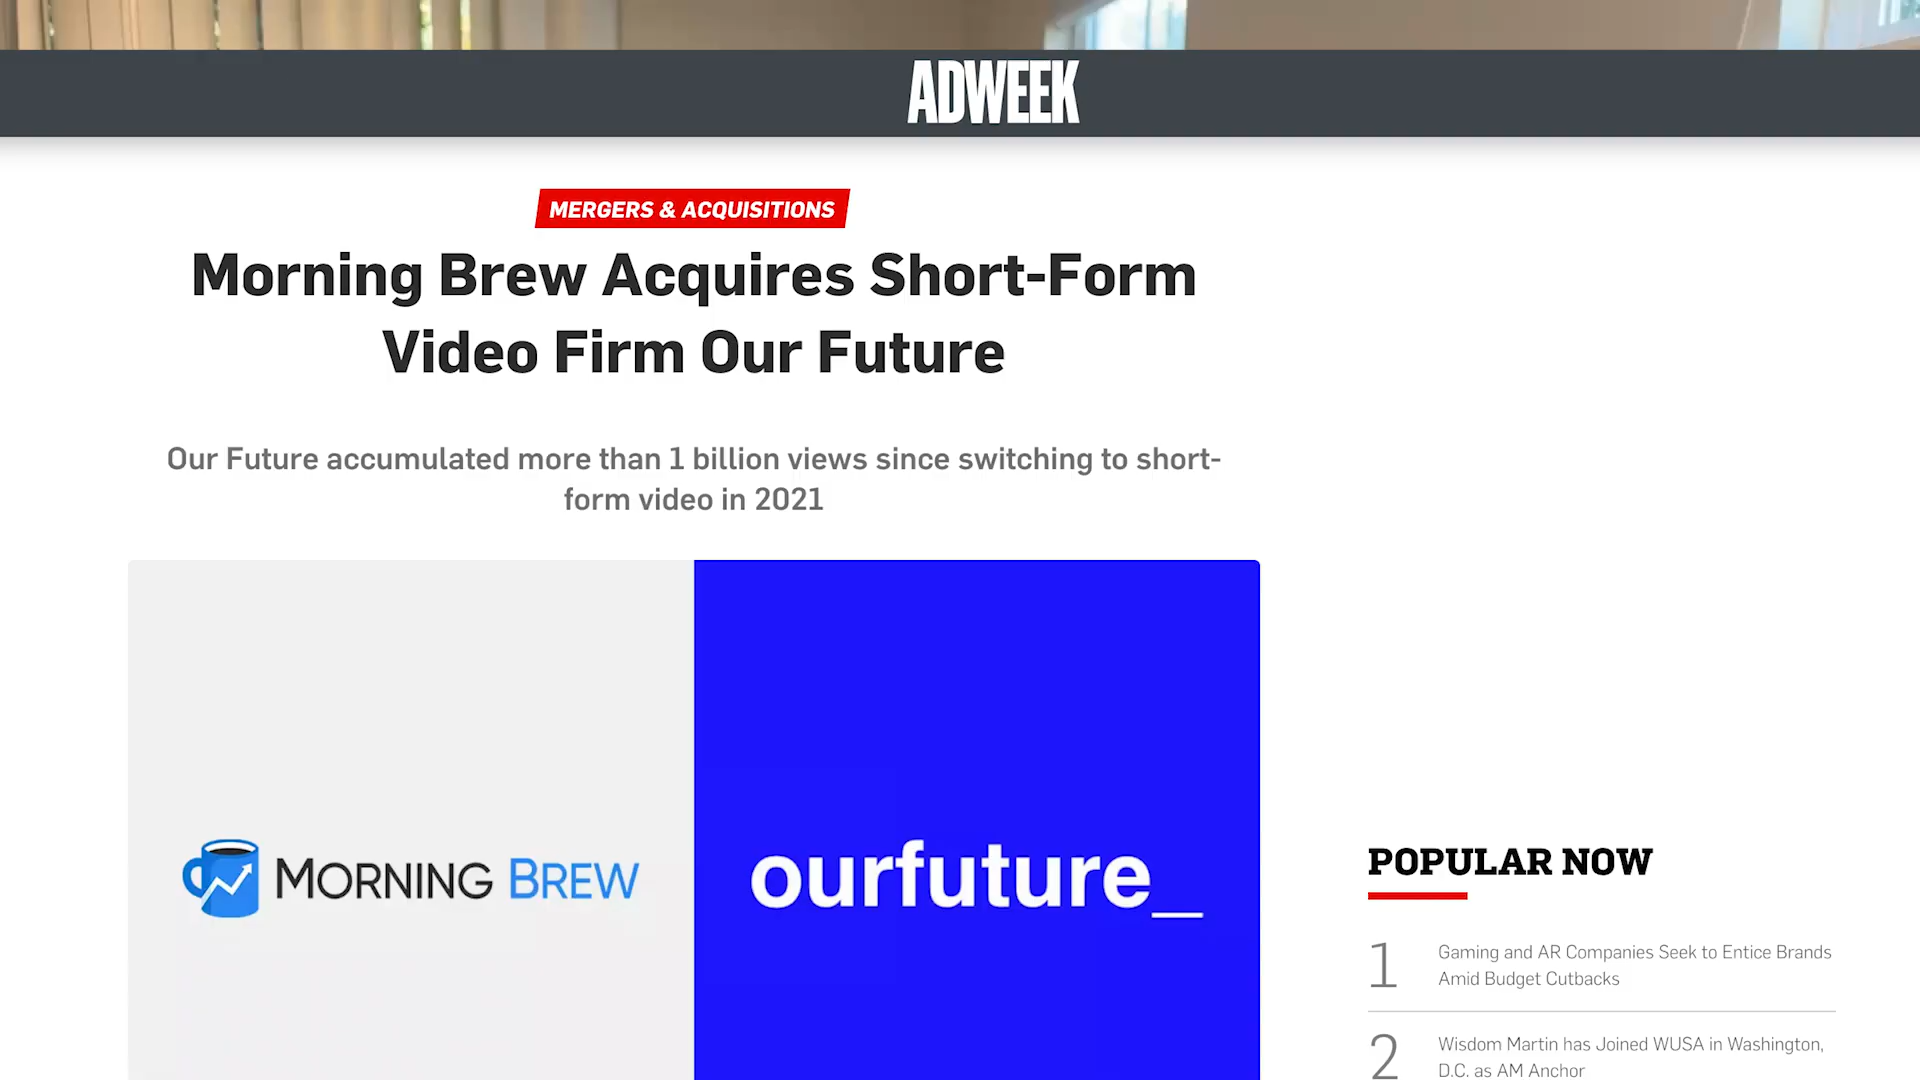 ADWEEK
MERGERS & ACQUISITIONS
Morning Brew Acquires Short-Form
Video Firm Our Future
Our Future accumulated more than 1 billion views since switching to short-
form video in 2021
MORNING BREW
ourfuture_
POPULAR NOW
1
Gaming and AR Companies Seek to Entice Brands
Amid Budget Cutbacks
2
Wisdom Martin has Joined WUSA in Washington,
D.C. as AM Anchor